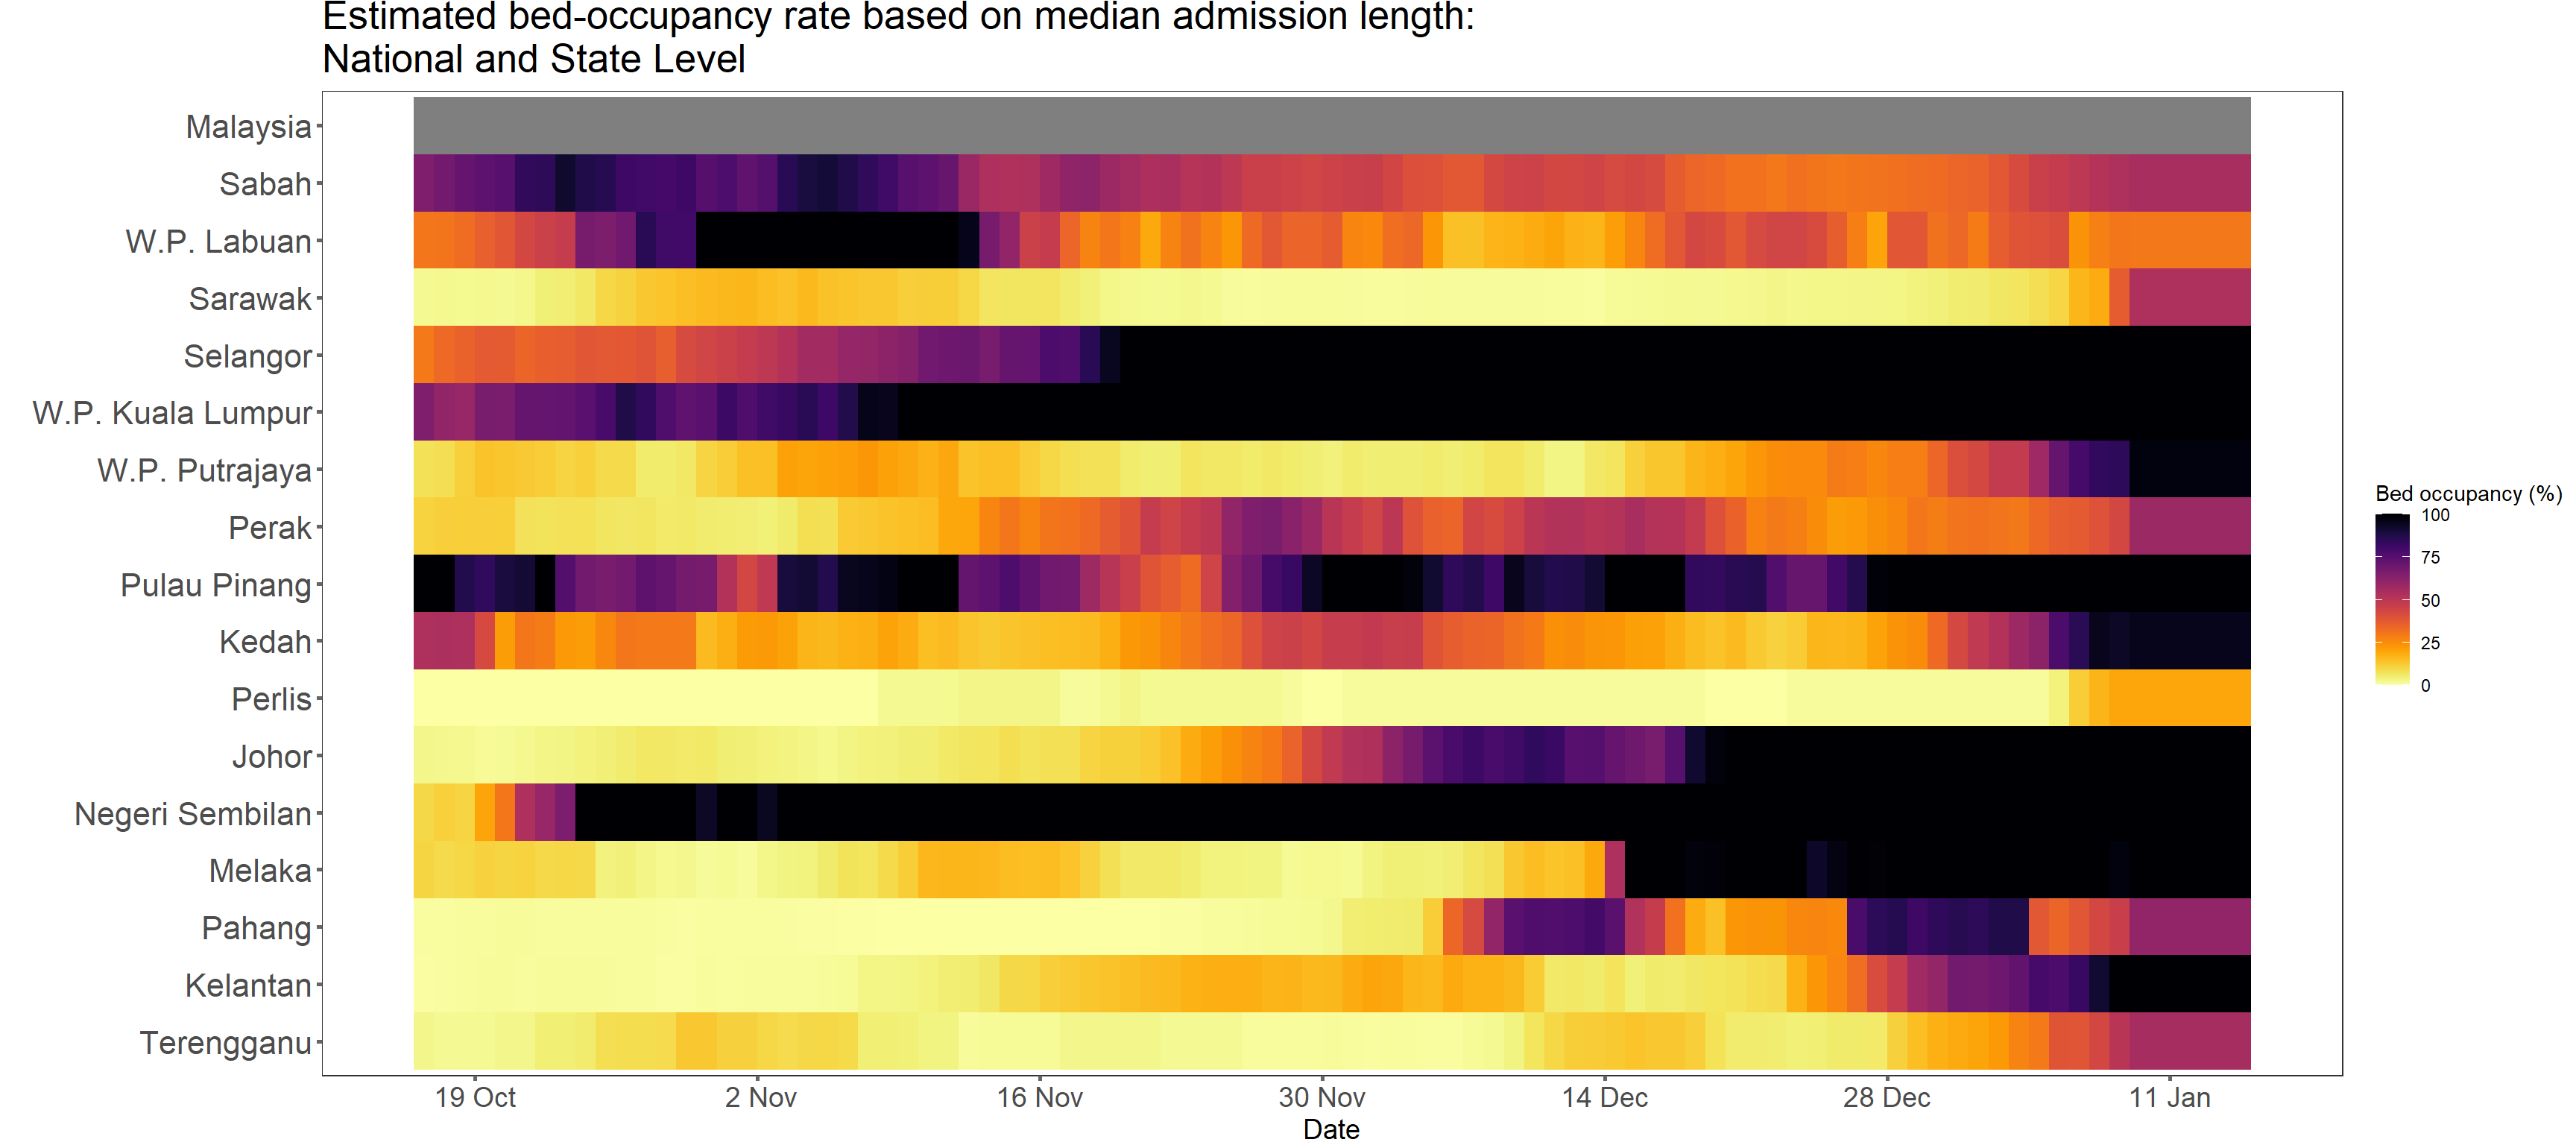 Estimated bed-occupancy rate based on median admission length:
National and State Level
Malaysia
Sabah
W.P. Labuan
Sarawak
Selangor
W.P. Kuala Lumpur
W.P. Putrajaya
Perak
Pulau Pinang
Kedah
Perlis
Johor
Negeri Sembilan
Melaka
Pahang
Kelantan
Terengganu
19 Oct 2 Nov 16 Nov 30 Nov 14 Dec 28 Dec 11 Jan
Date
Bed occupancy (%)
100
75
50
25
0